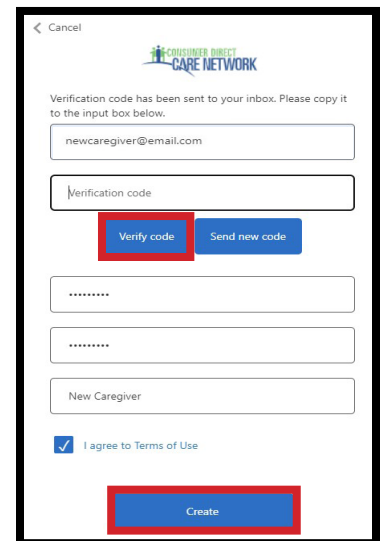 Cancel
CONSUMER DIRECT
CARE NETWORK
Verification code has been sent to your inbox. Please copy it
to the input box below.
newcaregiver@email.com
Verification code
Verify code
Send new code
•••••••••
•••••••••
New Caregiver
I agree to Terms of Use
Create